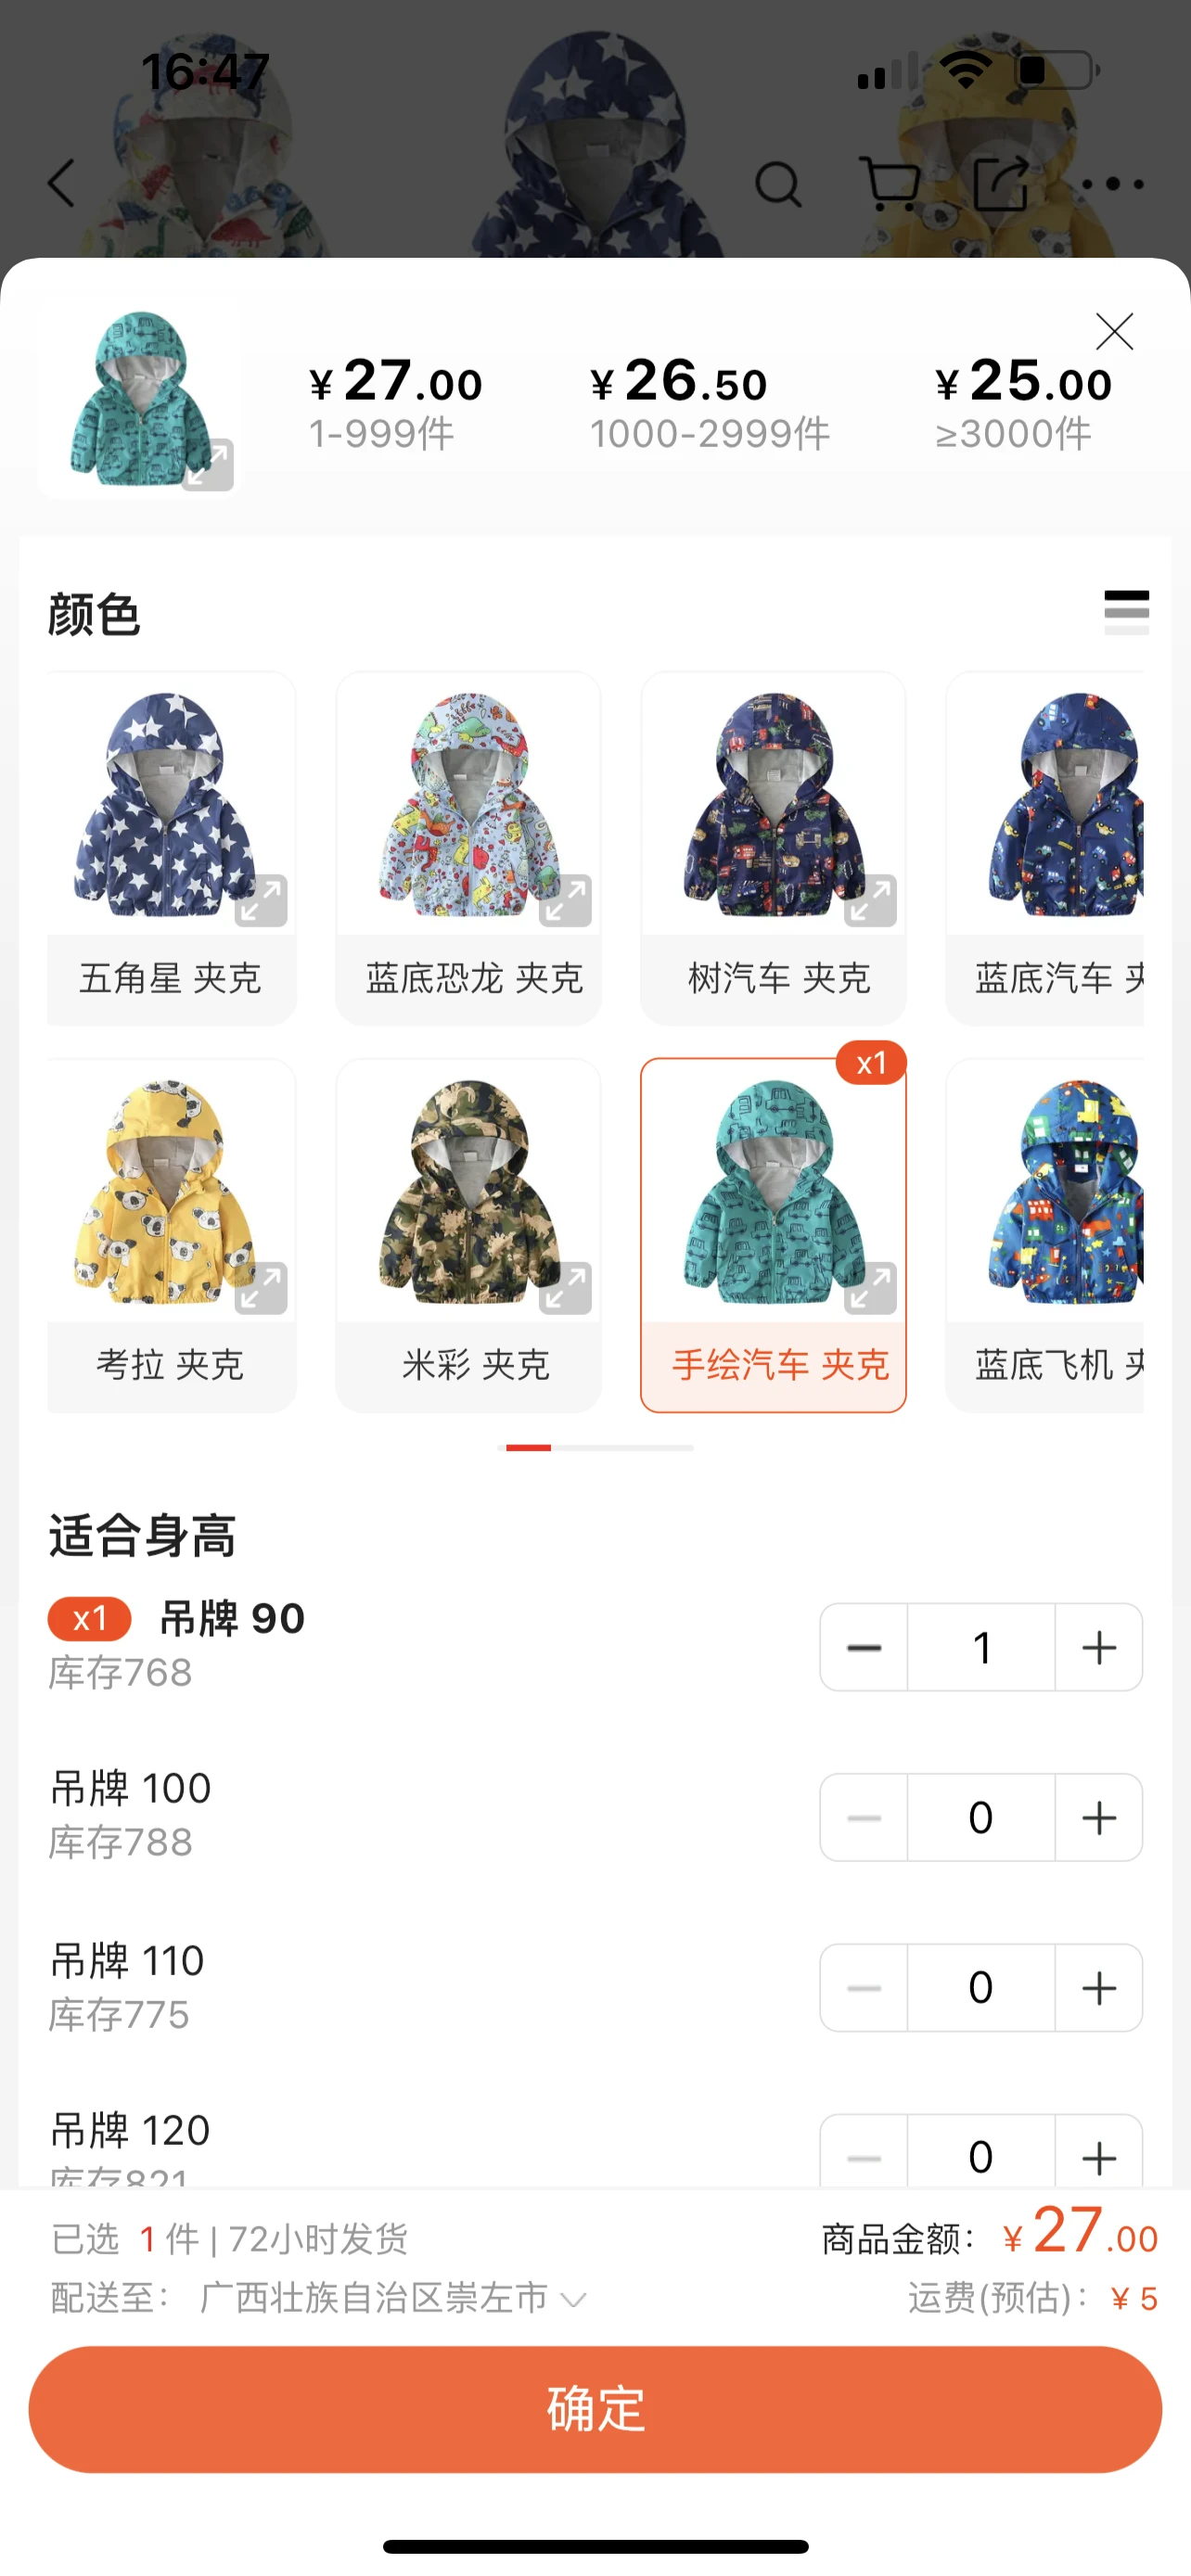 16:47
¥27.00 ¥26.50 ¥25.00
1-999件 1000-2999件 ≥3000件
颜色
五角星 夹克 蓝底恐龙 夹克 树汽车 夹克 蓝底汽车 夹
x1
考拉 夹克 米彩 夹克 手绘汽车 夹克 蓝底飞机 夹
适合身高
x1 吊牌 90
库存768
1
吊牌 100
库存788
0
吊牌 110
库存775
0
吊牌 120
库存821
0
已选 1 件 | 72小时发货 商品金额: ¥27.00
配送至: 广西壮族自治区崇左市 运费(预估): ¥5
确定